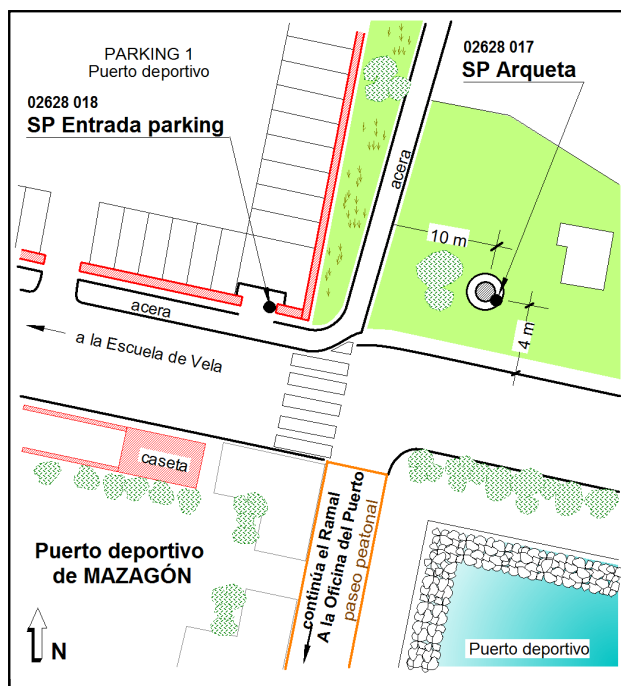 PARKING 1
Puerto deportivo
02628 018
SP Entrada parking
02628 017
SP Arqueta
acera
10 m
4 m
acera
a la Escuela de Vela
caseta
continúa el Ramal
A la Oficina del Puerto
paseo peatonal
Puerto deportivo
de MAZAGÓN
N
Puerto deportivo